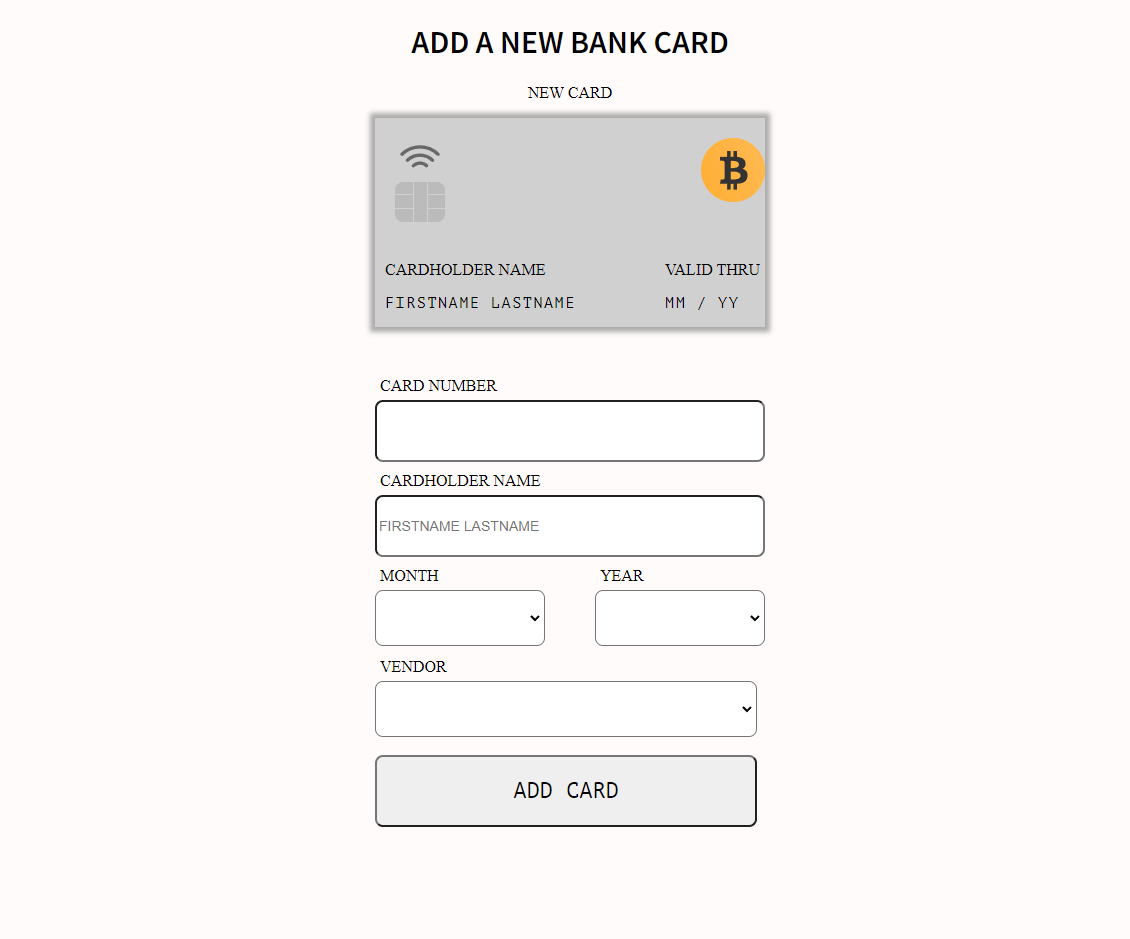 ADD A NEW BANK CARD
NEW CARD
CARDHOLDER NAME VALID THRU
FIRSTNAME LASTNAME MM / YY
CARD NUMBER
CARDHOLDER NAME
FIRSTNAME LASTNAME
MONTH YEAR
VENDOR
ADD CARD